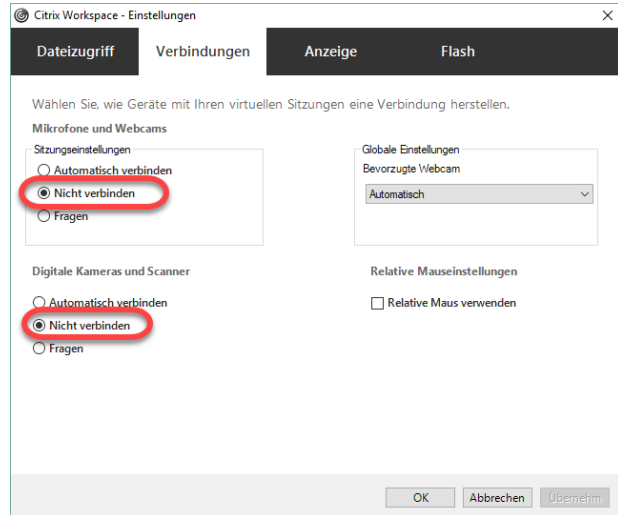 Citrix Workspace - Einstellungen
Dateizugriff Verbindungen Anzeige Flash
Wählen Sie, wie Geräte mit Ihren virtuellen Sitzungen eine Verbindung herstellen.
Mikrofone und Webcams
Sitzungseinstellungen
Automatisch verbinden
Nicht verbinden
Fragen
Globale Einstellungen
Bevorzugte Webcam
Automatisch
Digitale Kameras und Scanner
Automatisch verbinden
Nicht verbinden
Fragen
Relative Mauseinstellungen
Relative Maus verwenden
OK Abbrechen Übernehm